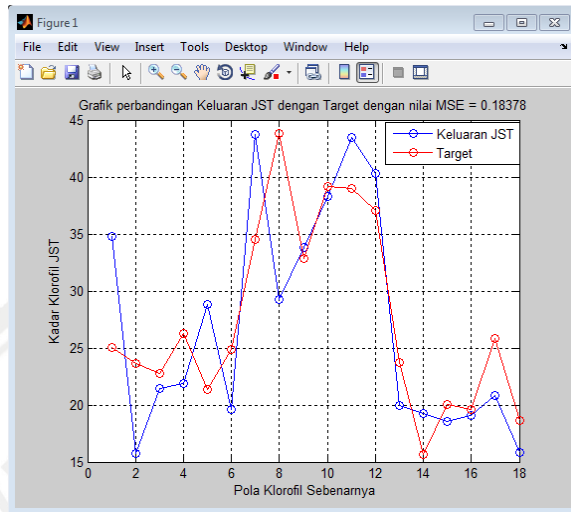 Figure 1
File Edit View Insert Tools Desktop Window Help
Grafik perbandingan Keluaran JST dengan Target dengan nilai MSE = 0.18378
45
40
35
30
25
20
15
Kadar Klorofil JST
Keluaran JST
Target
0 2 4 6 8 10 12 14 16 18
Pola Klorofil Sebenarnya